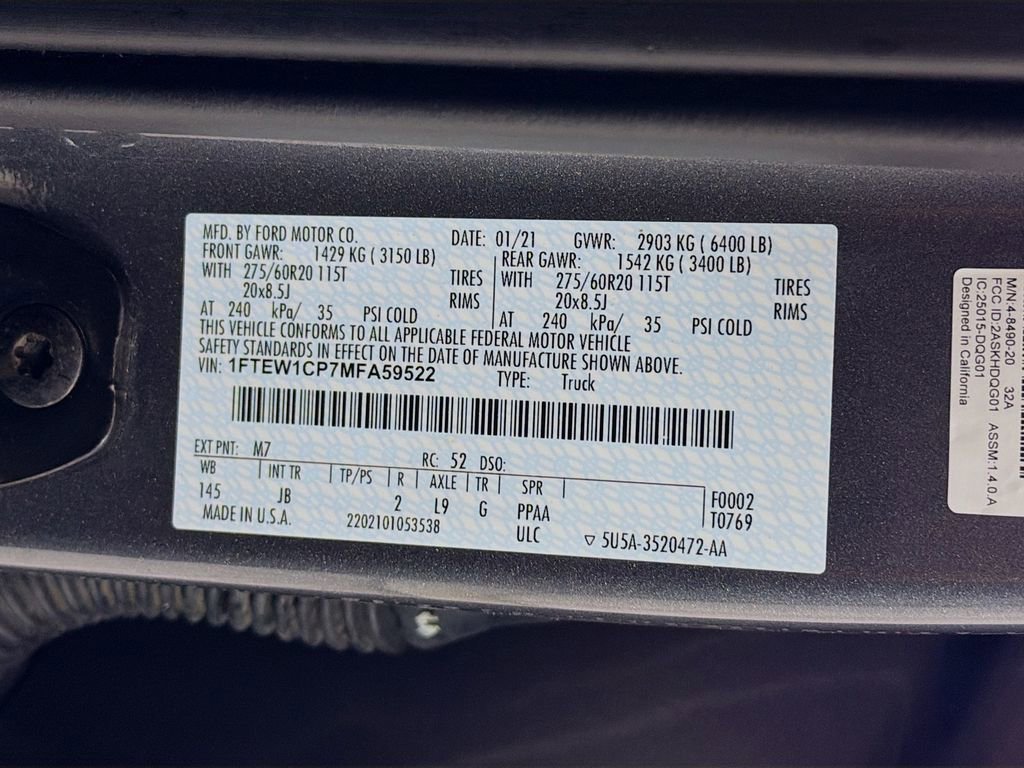 MFD. BY FORD MOTOR CO. DATE: 01/21 GVWR: 2903 KG ( 6400 LB)
FRONT GAWR: 1429 KG ( 3150 LB) REAR GAWR: 1542 KG ( 3400 LB)
WITH 275/60R20 115T TIRES WITH 275/60R20 115T TIRES
20x8.5J RIMS 20x8.5J RIMS
AT 240 kPa/ 35 PSI COLD AT 240 kPa/ 35 PSI COLD
THIS VEHICLE CONFORMS TO ALL APPLICABLE FEDERAL MOTOR VEHICLE
SAFETY STANDARDS IN EFFECT ON THE DATE OF MANUFACTURE SHOWN ABOVE.
VIN: 1FTEW1CP7MFA59522 TYPE: Truck
EXT PNT: M7 RC: 52 DSO:
WB INT TR TP/PS R AXLE TR SPR F0002
145 JB 2 L9 G PPAA T0769
MADE IN U.S.A. 2202101053538 ULC ▽ 5U5A-3520472-AA
M/N:4-8490-20 32A
FCC ID:2ASKHDQG01 ASSM:1.4.0.A
IC:25015-DQG01
Designed in California